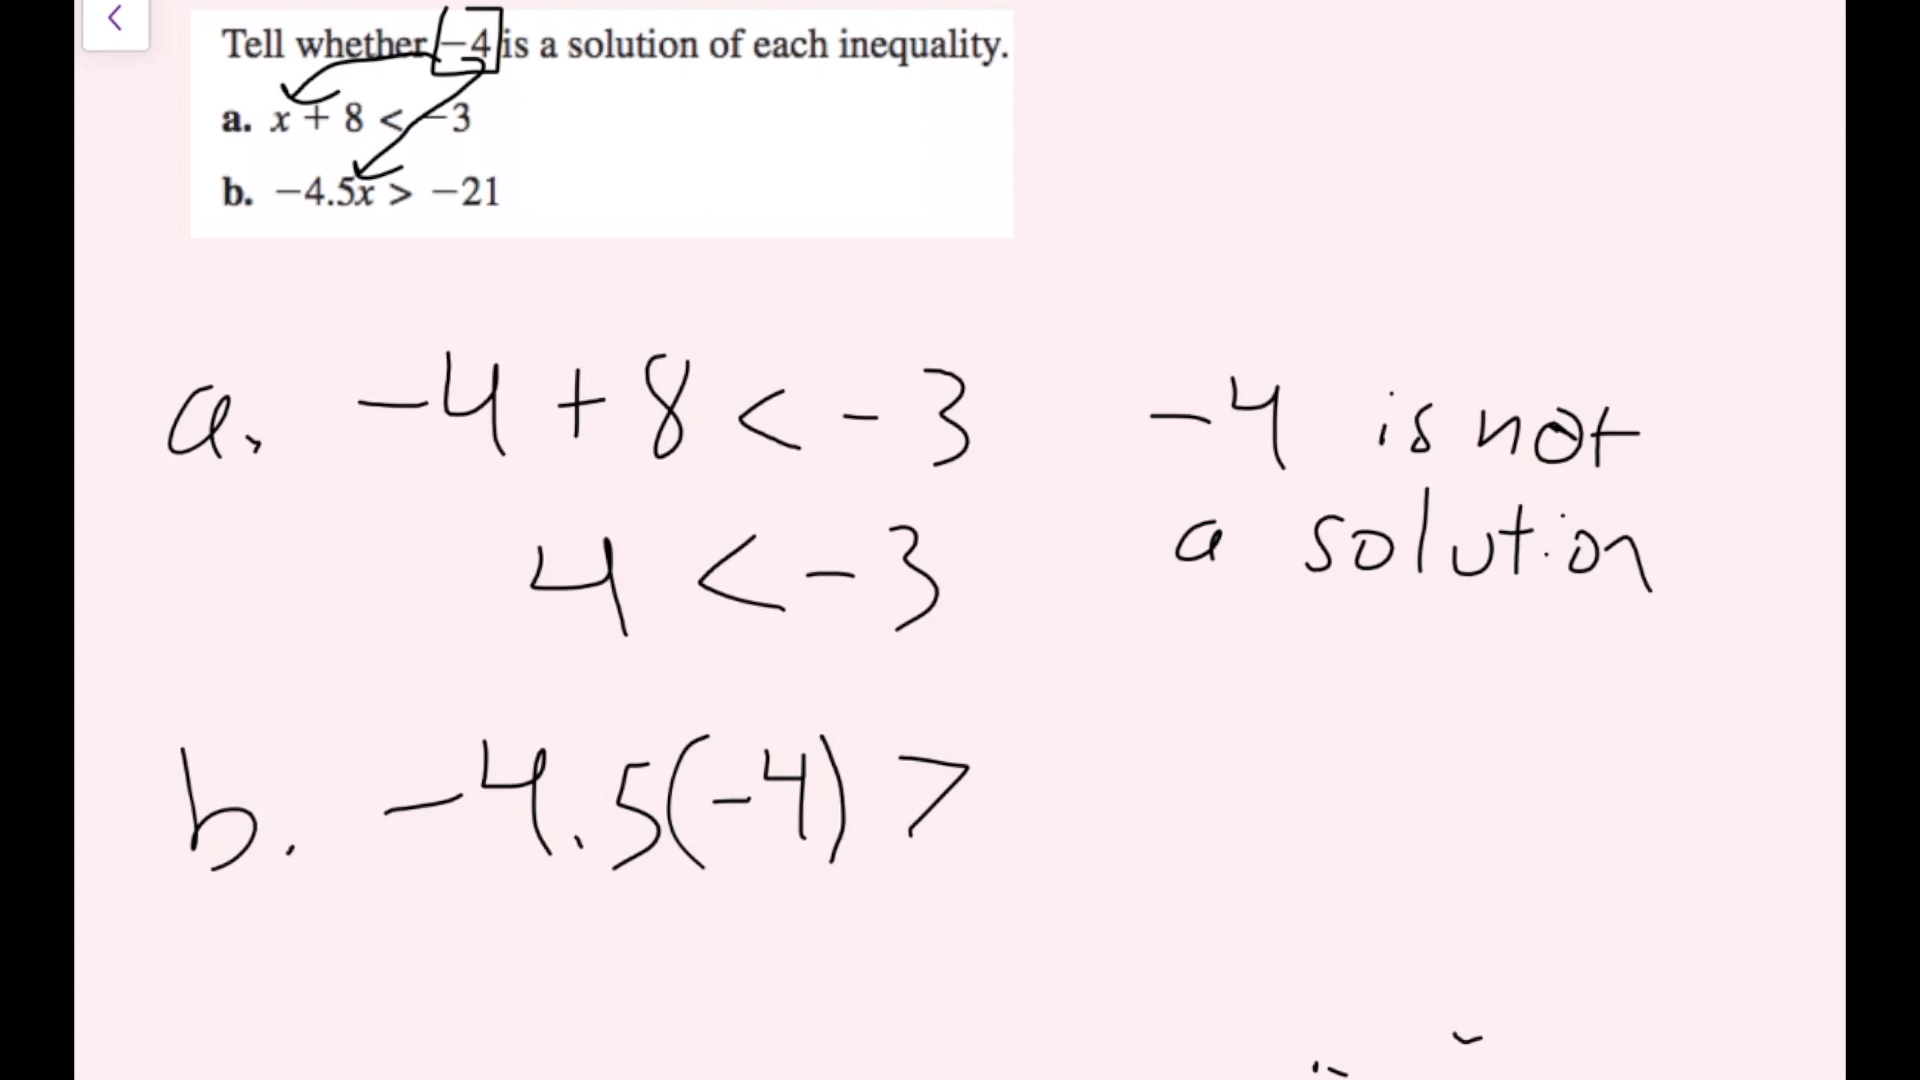 Tell whether −4 is a solution of each inequality.
a. x + 8 < −3
b. −4.5x > −21
a. -4 + 8 < -3
-4 is not
4 < -3
a solution
b. -4.5(-4) >